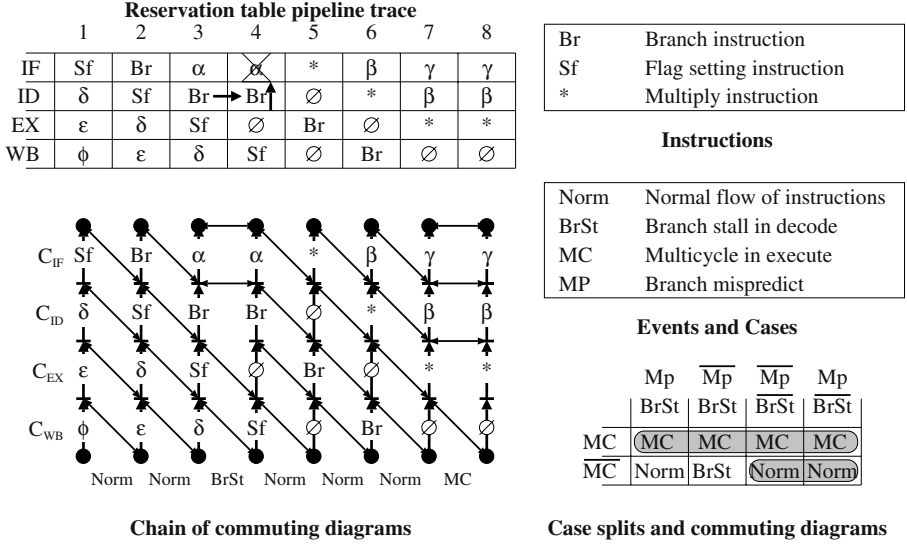 Reservation table pipeline trace
1 2 3 4 5 6 7 8
IF Sf Br α α * β γ γ
ID δ Sf Br Br ∅ * β β
EX ε δ Sf ∅ Br ∅ * *
WB ϕ ε δ Sf ∅ Br ∅ ∅
Br Branch instruction
Sf Flag setting instruction
* Multiply instruction
Instructions
Norm Normal flow of instructions
BrSt Branch stall in decode
MC Multicycle in execute
MP Branch mispredict
Events and Cases
C_IF Sf Br α α * β γ γ
C_ID δ Sf Br Br ∅ * β β
C_EX ε δ Sf ∅ Br ∅ * *
C_WB ϕ ε δ Sf ∅ Br ∅ ∅
Norm Norm BrSt Norm Norm Norm MC
Chain of commuting diagrams
Mp M̅p̅ M̅p̅ Mp
BrSt BrSt B̅r̅S̅t̅ B̅r̅S̅t̅
MC MC MC MC MC
M̅C̅ Norm BrSt Norm Norm
Case splits and commuting diagrams